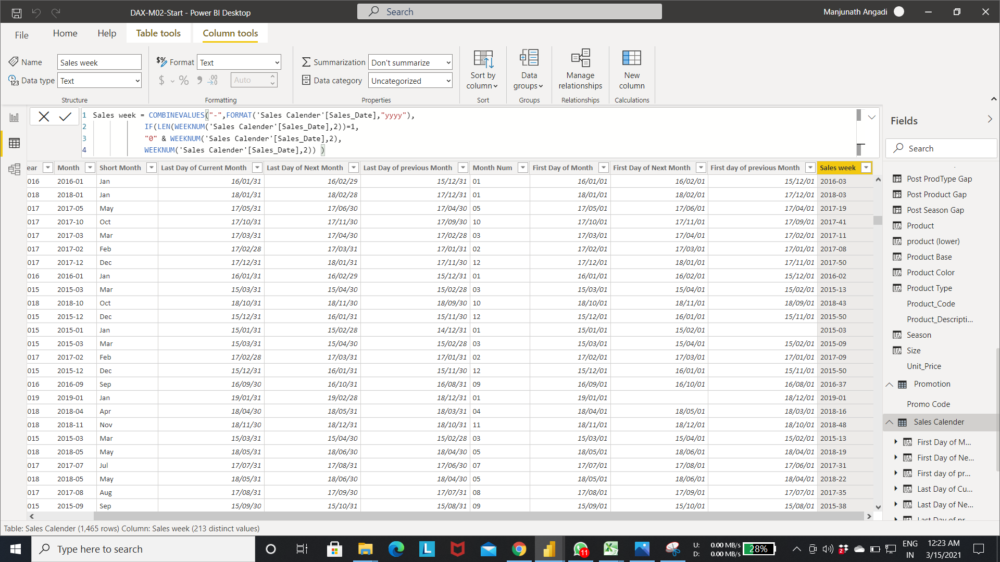 DAX-M02-Start - Power BI Desktop
Search
Manjunath Angadi
File Home Help Table tools Column tools
Name Sales week
Data type Text
Structure
Format Text
$ % Auto
Formatting
Summarization Don't summarize
Data category Uncategorized
Properties
Sort by column
Sort
Data groups
Groups
Manage relationships
Relationships
New column
Calculations
1 Sales week = COMBINEVALUES("-",FORMAT('Sales Calender'[Sales_Date],"yyyy"),
2 IF(LEN(WEEKNUM('Sales Calender'[Sales_Date],2))=1,
3 "0" & WEEKNUM('Sales Calender'[Sales_Date],2),
4 WEEKNUM('Sales Calender'[Sales_Date],2)) )
ear Month Short Month Last Day of Current Month Last Day of Next Month Last Day of previous Month Month Num First Day of Month First Day of Next Month First day of previous Month Sales week
016 2016-01 Jan 16/01/31 16/02/29 15/12/31 01 16/01/01 16/02/01 15/12/01 2016-03
018 2018-01 Jan 18/01/31 18/02/28 17/12/31 01 18/01/01 18/02/01 17/12/01 2018-03
017 2017-05 May 17/05/31 17/06/30 17/04/30 05 17/05/01 17/06/01 17/04/01 2017-19
017 2017-10 Oct 17/10/31 17/11/30 17/09/30 10 17/10/01 17/11/01 17/09/01 2017-41
017 2017-03 Mar 17/03/31 17/04/30 17/02/28 03 17/03/01 17/04/01 17/02/01 2017-11
017 2017-02 Feb 17/02/28 17/03/31 17/01/31 02 17/02/01 17/03/01 17/01/01 2017-08
017 2017-12 Dec 17/12/31 18/01/31 17/11/30 12 17/12/01 18/01/01 17/11/01 2017-50
016 2016-01 Jan 16/01/31 16/02/29 15/12/31 01 16/01/01 16/02/01 15/12/01 2016-02
015 2015-03 Mar 15/03/31 15/04/30 15/02/28 03 15/03/01 15/04/01 15/02/01 2015-13
018 2018-10 Oct 18/10/31 18/11/30 18/09/30 10 18/10/01 18/11/01 18/09/01 2018-43
015 2015-12 Dec 15/12/31 16/01/31 15/11/30 12 15/12/01 16/01/01 15/11/01 2015-50
015 2015-01 Jan 15/01/31 15/02/28 14/12/31 01 15/01/01 15/02/01 2015-03
015 2015-03 Mar 15/03/31 15/04/30 15/02/28 03 15/03/01 15/04/01 15/02/01 2015-09
017 2017-02 Feb 17/02/28 17/03/31 17/01/31 02 17/02/01 17/03/01 17/01/01 2017-09
015 2015-12 Dec 15/12/31 16/01/31 15/11/30 12 15/12/01 16/01/01 15/11/01 2015-50
016 2016-09 Sep 16/09/30 16/10/31 16/08/31 09 16/09/01 16/10/01 16/08/01 2016-37
019 2019-01 Jan 19/01/31 19/02/28 18/12/31 01 19/01/01 18/12/01 2019-01
018 2018-04 Apr 18/04/30 18/05/31 18/03/31 04 18/04/01 18/05/01 18/03/01 2018-16
018 2018-11 Nov 18/11/30 18/12/31 18/10/31 11 18/11/01 18/12/01 18/10/01 2018-48
015 2015-03 Mar 15/03/31 15/04/30 15/02/28 03 15/03/01 15/04/01 15/02/01 2015-13
018 2018-05 May 18/05/31 18/06/30 18/04/30 05 18/05/01 18/06/01 18/04/01 2018-19
017 2017-07 Jul 17/07/31 17/08/31 17/06/30 07 17/07/01 17/08/01 17/06/01 2017-31
018 2018-05 May 18/05/31 18/06/30 18/04/30 05 18/05/01 18/06/01 18/04/01 2018-22
017 2017-08 Aug 17/08/31 17/09/30 17/07/31 08 17/08/01 17/09/01 17/07/01 2017-35
015 2015-09 Sep 15/09/30 15/10/31 15/08/31 09 15/09/01 15/10/01 15/08/01 2015-38
Fields
Search
Post ProdType Gap
Post Product Gap
Post Season Gap
Product
product (lower)
Product Base
Product Color
Product Type
Product_Code
Product_Descripti...
Season
Size
Unit_Price
Promotion
Promo Code
Sales Calender
First Day of M...
First Day of Ne...
First day of pr...
Last Day of Cu...
Last Day of Ne...
Last Day of pr...
Table: Sales Calender (1,465 rows) Column: Sales week (213 distinct values)
Type here to search
L
11
U: 0.00 MB/s
D: 0.00 MB/s
28%
2
ENG
IN
12:23 AM
3/15/2021